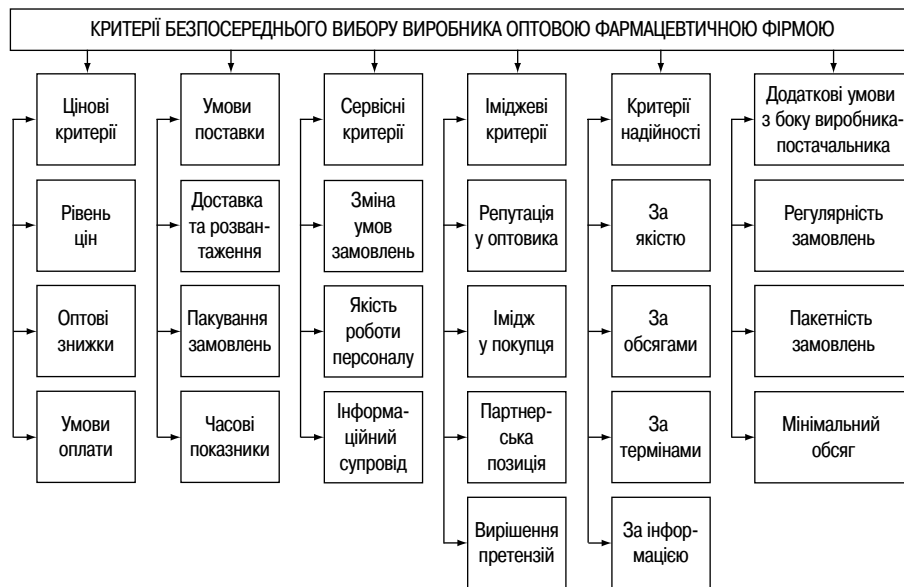 КРИТЕРІЇ БЕЗПОСЕРЕДНЬОГО ВИБОРУ ВИРОБНИКА ОПТОВОЮ ФАРМАЦЕВТИЧНОЮ ФІРМОЮ
Цінові
критерії
Рівень
цін
Оптові
знижки
Умови
оплати
Умови
поставки
Доставка
та розван-
таження
Пакування
замовлень
Часові
показники
Сервісні
критерії
Зміна
умов
замовлень
Якість
роботи
персоналу
Інформа-
ційний
супровід
Іміджеві
критерії
Репутація
у оптовика
Імідж
у покупця
Партнер-
ська
позиція
Вирішення
претензій
Критерії
надійності
За
якістю
За
обсягами
За
термінами
За інфор-
мацією
Додаткові умови
з боку виробника-
постачальника
Регулярність
замовлень
Пакетність
замовлень
Мінімальний
обсяг